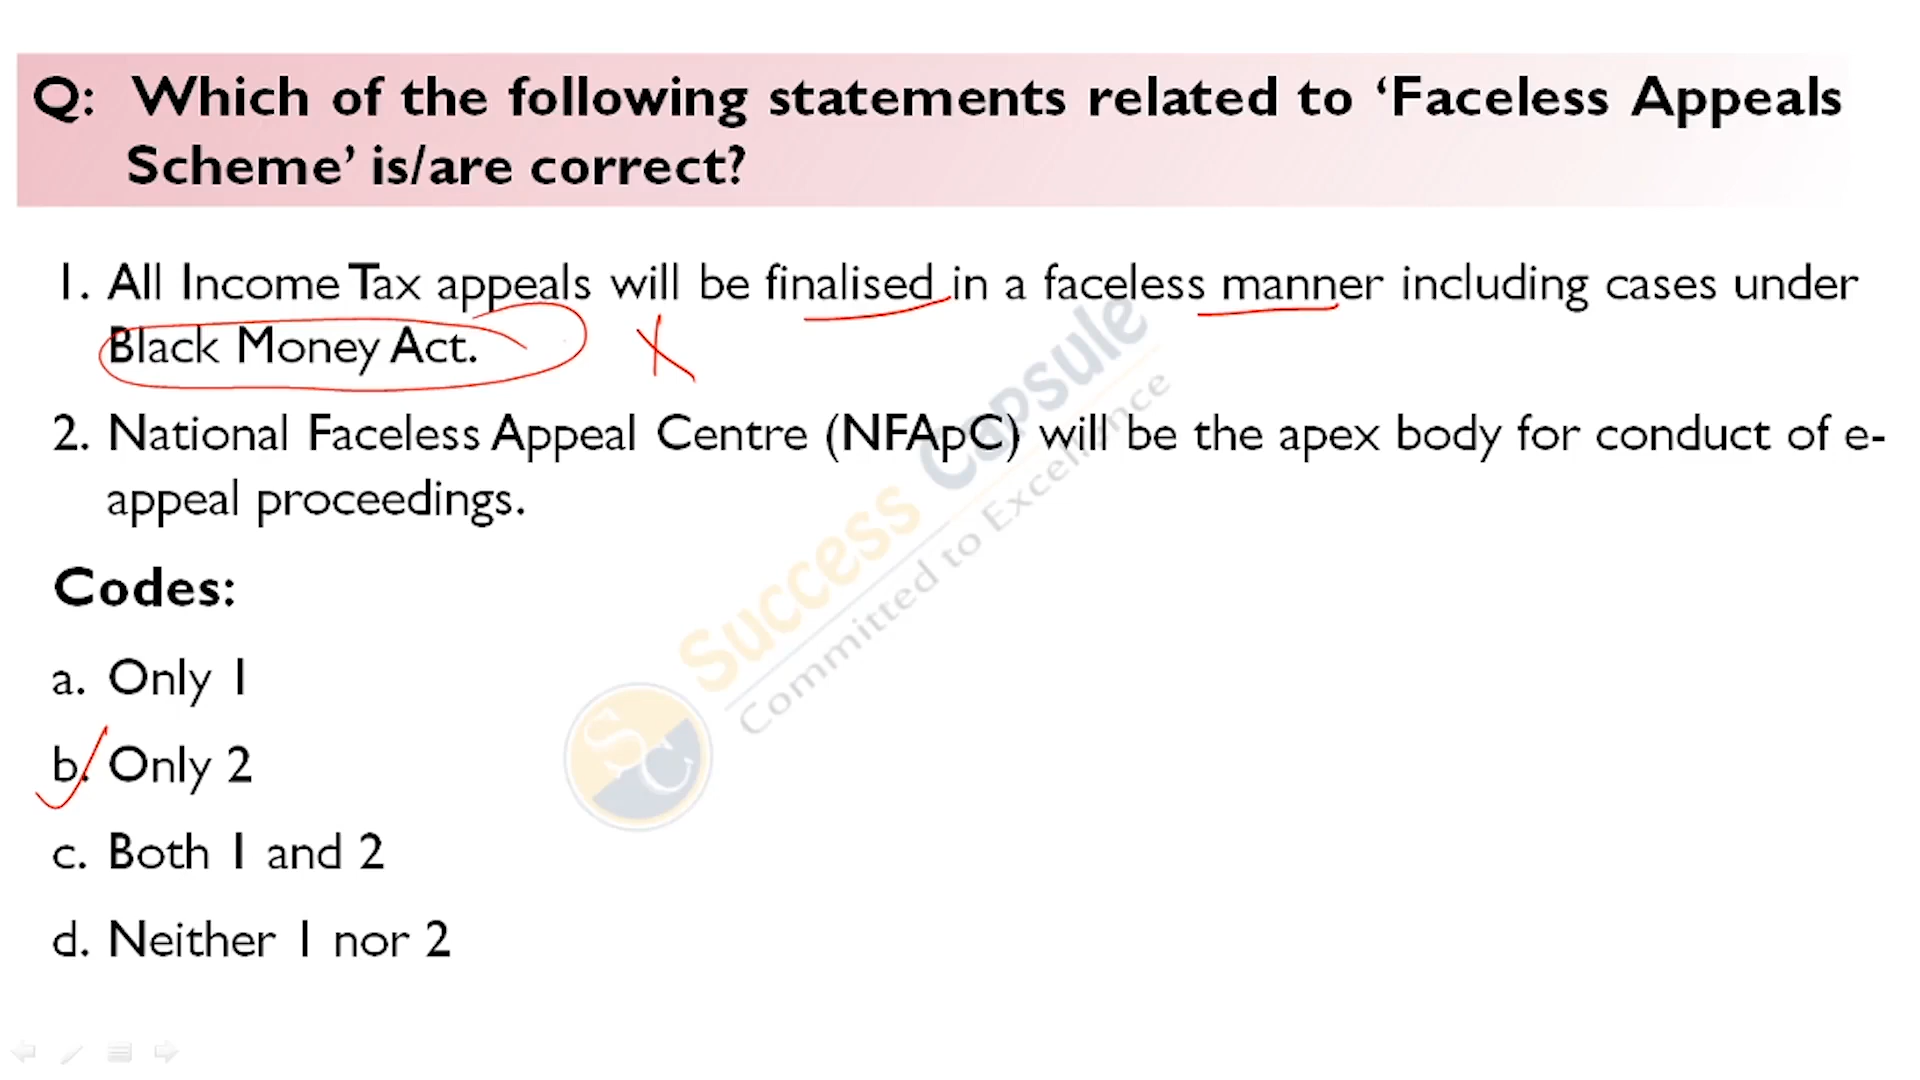 Q: Which of the following statements related to ‘Faceless Appeals
Scheme’ is/are correct?
1. All Income Tax appeals will be finalised in a faceless manner including cases under
Black Money Act.
2. National Faceless Appeal Centre (NFApC) will be the apex body for conduct of e-
appeal proceedings.
Codes:
a. Only 1
b. Only 2
c. Both 1 and 2
d. Neither 1 nor 2
Success Capsule
Committed to Excellence
SC